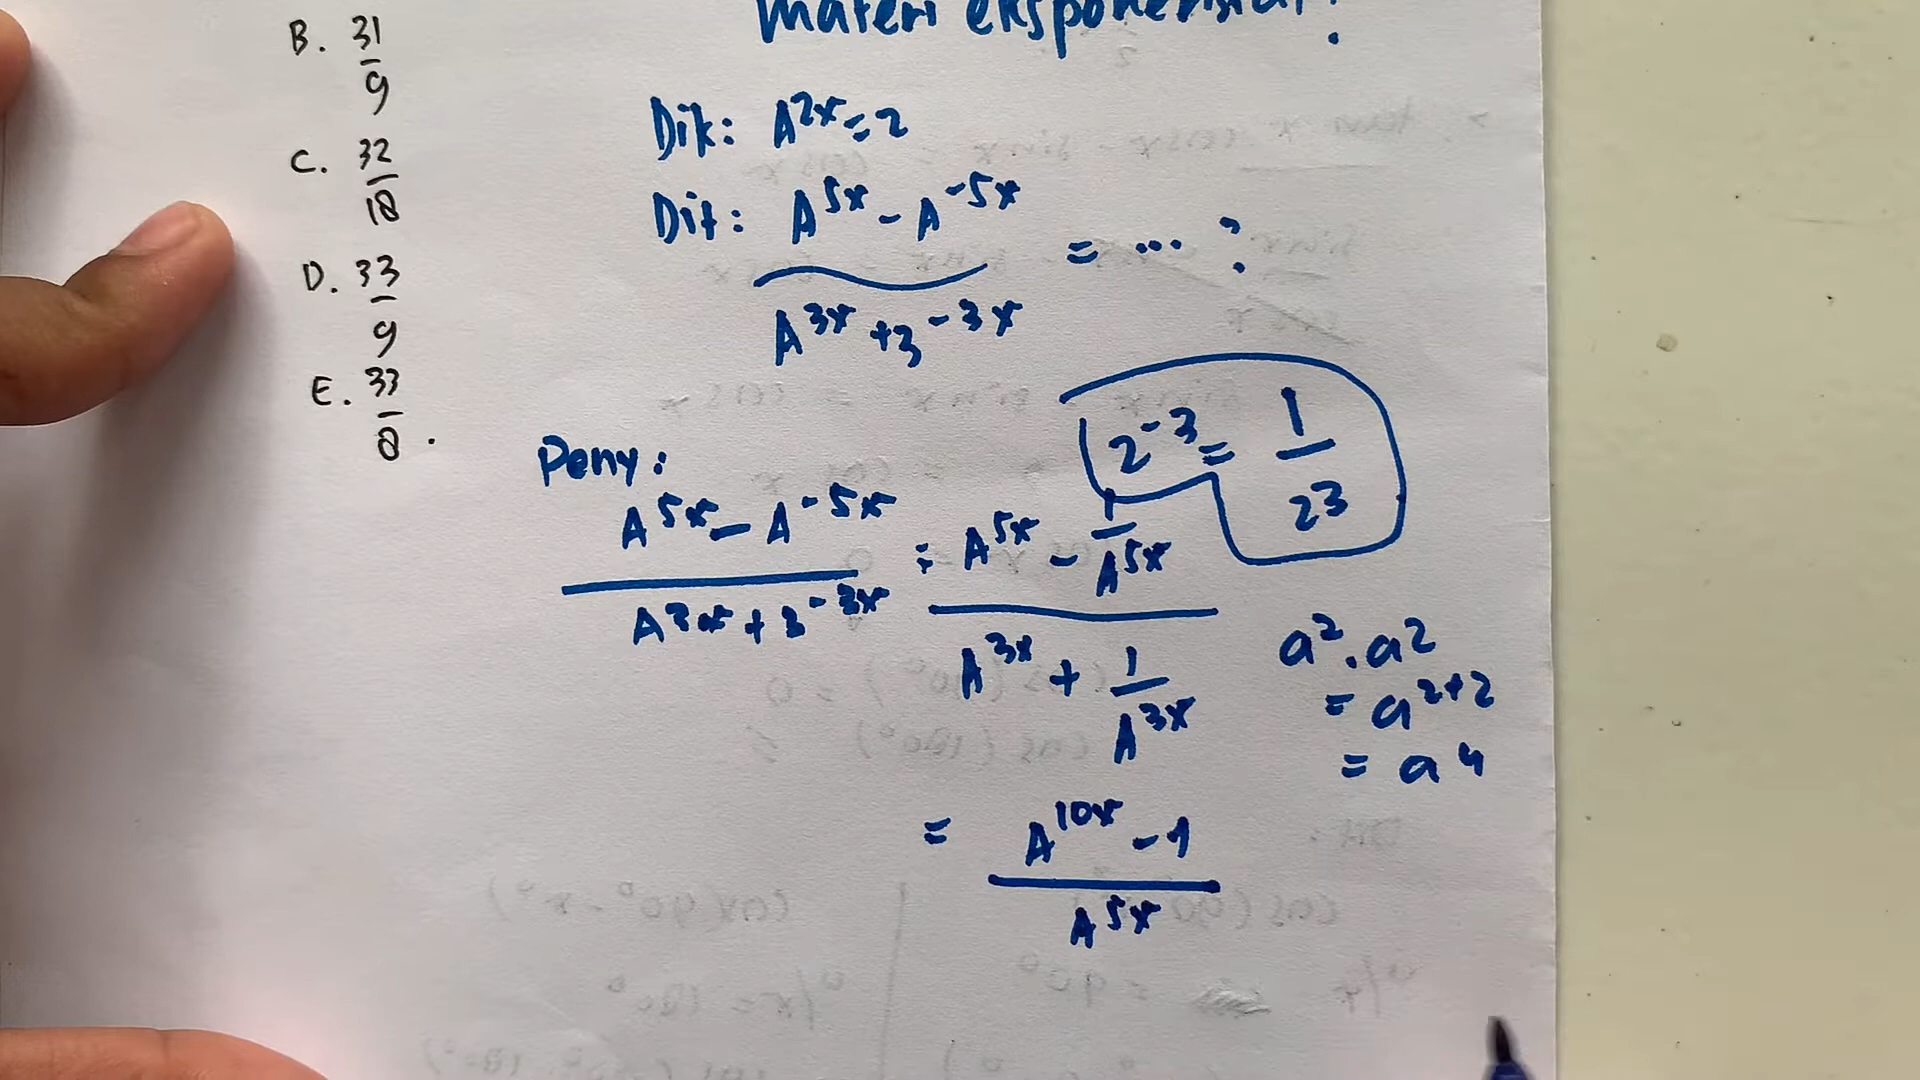 materi eksponensial?
B. 31/9
C. 32/18
D. 33/9
E. 33/8.
Dik: A^2x = 2
Dit: A^5x - A^-5x / A^3x + 3^-3x = ... ?
2^-3 = 1/23
Peny:
A^5x - A^-5x / A^3x + 3^-3x = A^5x - 1/A^5x / A^3x + 1/A^3x
a^2 . a^2
= a^2+2
= a^4
= A^10x - 1 / A^5x